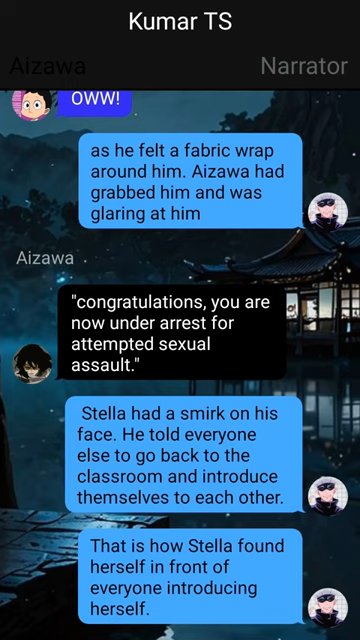 Kumar TS
Aizawa
Narrator
OWW!
as he felt a fabric wrap
around him. Aizawa had
grabbed him and was
glaring at him
Aizawa
"congratulations, you are
now under arrest for
attempted sexual
assault."
Stella had a smirk on his
face. He told everyone
else to go back to the
classroom and introduce
themselves to each other.
That is how Stella found
herself in front of
everyone introducing
herself.